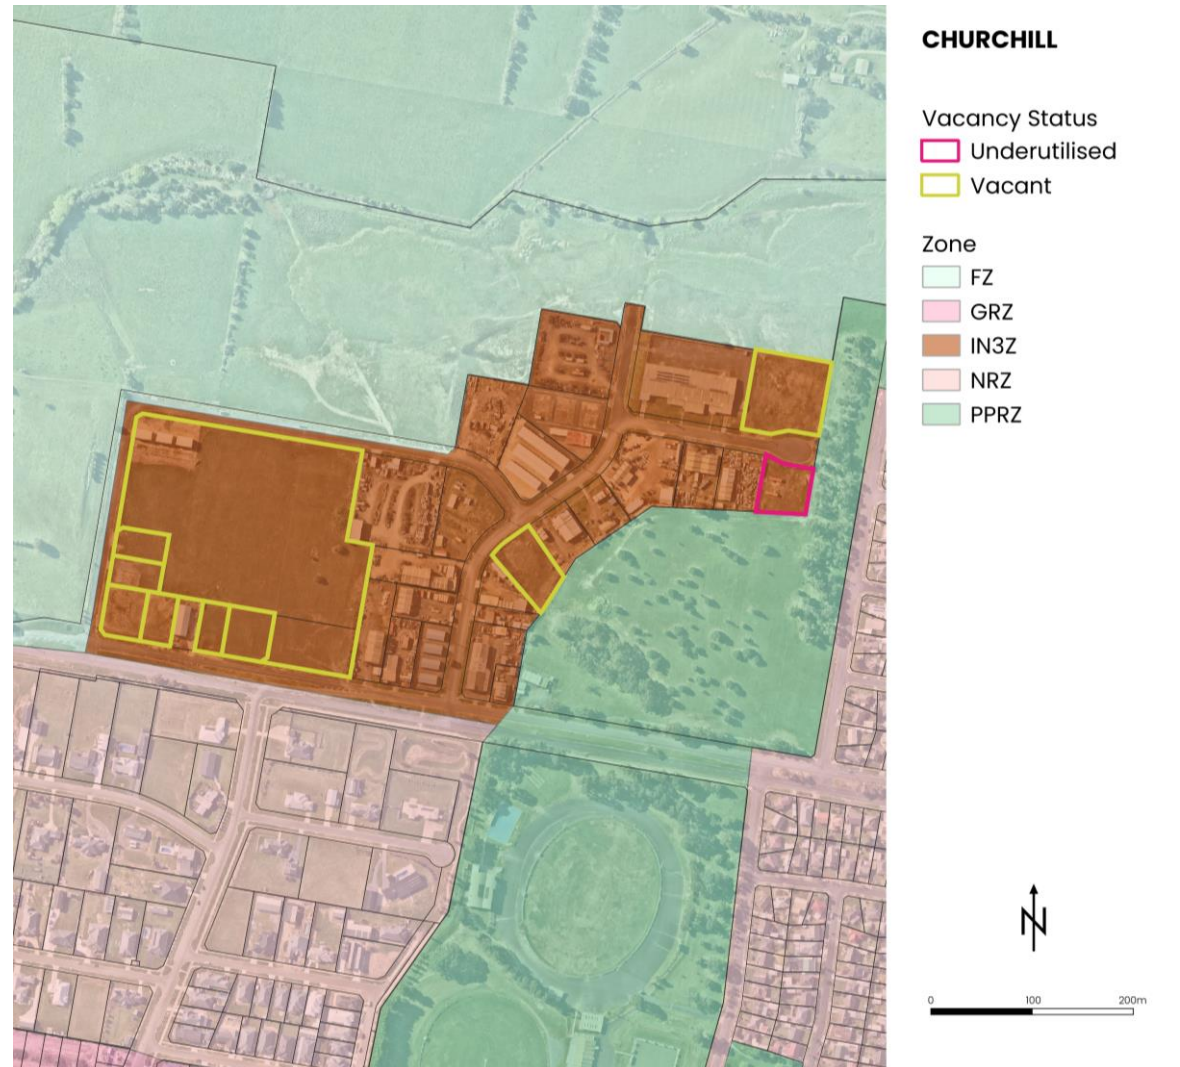 CHURCHILL
Vacancy Status
Underutilised
Vacant
Zone
FZ
GRZ
IN3Z
NRZ
PPRZ
N
0 100 200m